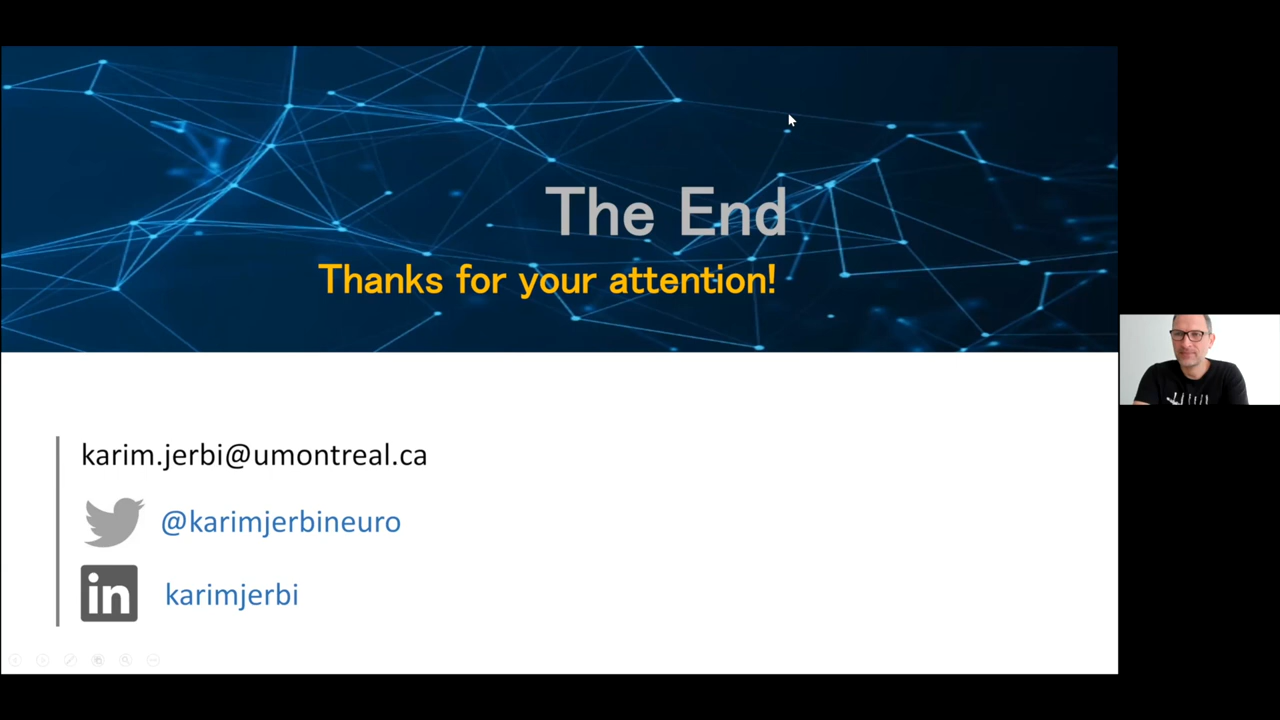 The End
Thanks for your attention!
karim.jerbi@umontreal.ca
@karimjerbineuro
in karimjerbi